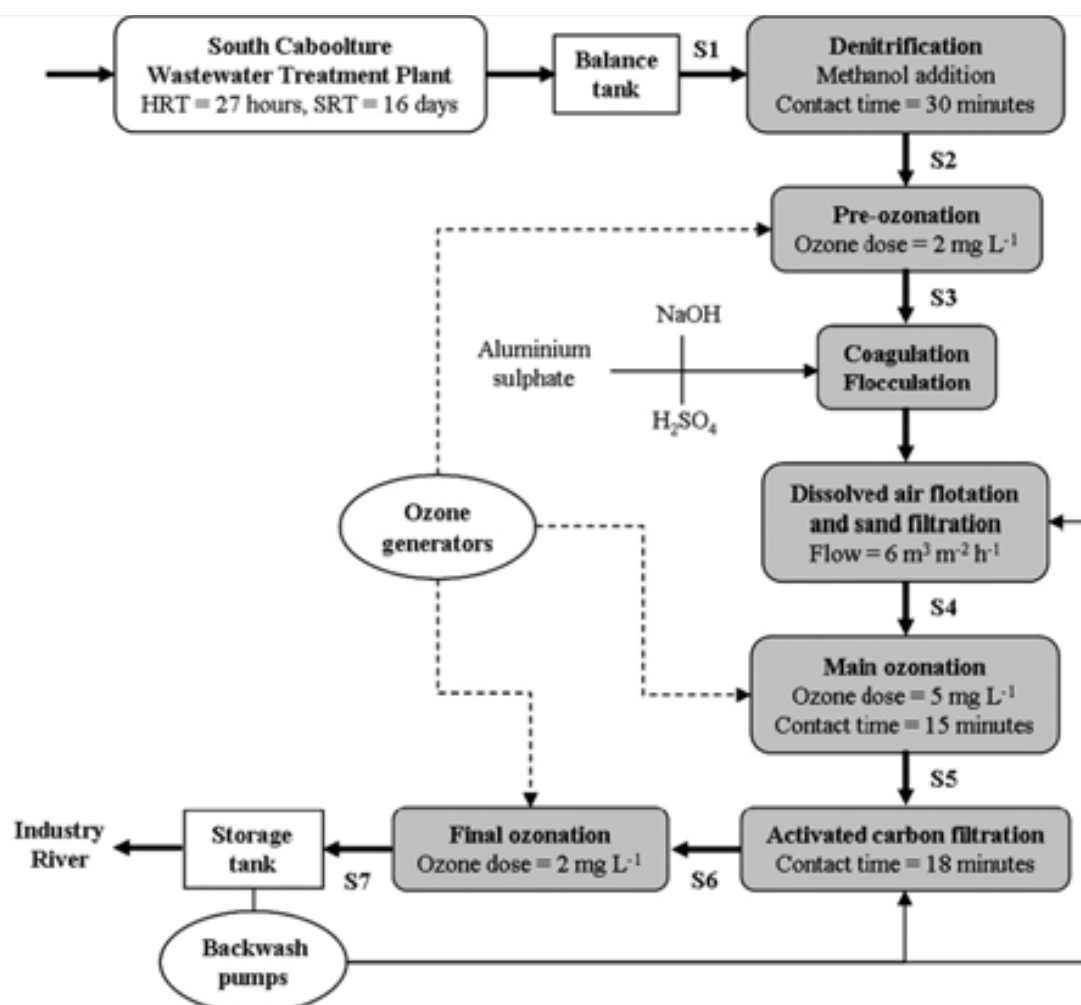 South Caboolture
Wastewater Treatment Plant
HRT = 27 hours, SRT = 16 days
Balance
tank
S1
Denitrification
Methanol addition
Contact time = 30 minutes
S2
Pre-ozonation
Ozone dose = 2 mg L⁻¹
S3
NaOH
Aluminium
sulphate
H₂SO₄
Coagulation
Flocculation
Dissolved air flotation
and sand filtration
Flow = 6 m³ m⁻² h⁻¹
Ozone
generators
S4
Main ozonation
Ozone dose = 5 mg L⁻¹
Contact time = 15 minutes
S5
Activated carbon filtration
Contact time = 18 minutes
S6
Final ozonation
Ozone dose = 2 mg L⁻¹
S7
Storage
tank
Industry
River
Backwash
pumps